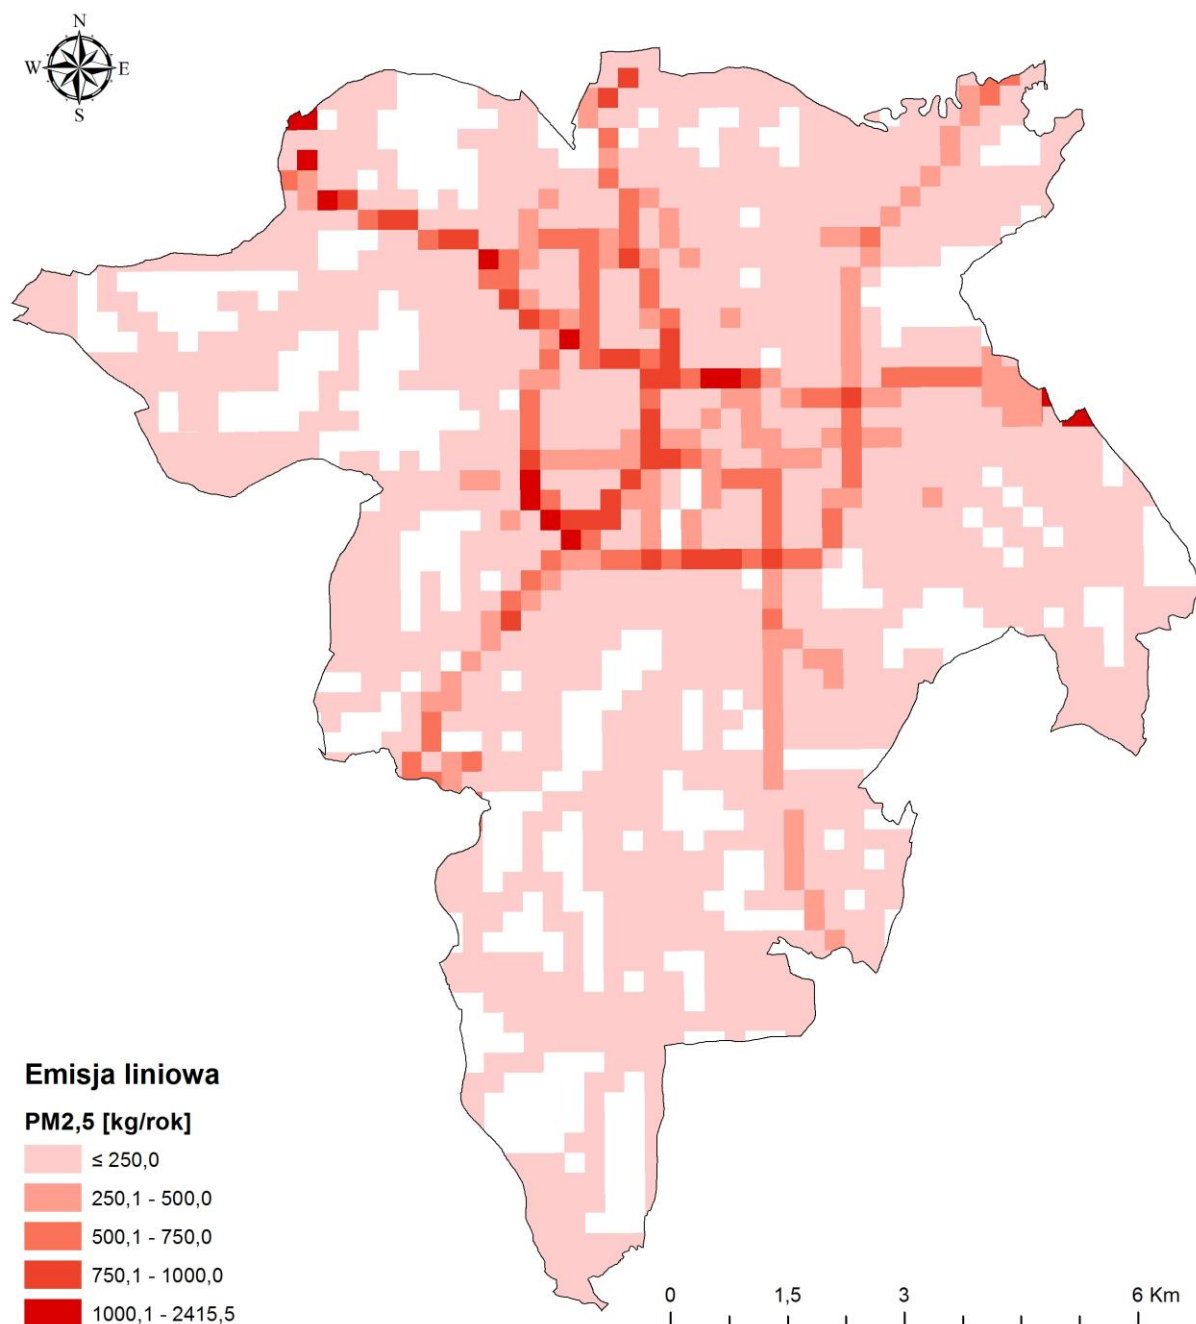 N
W E
S
Emisja liniowa
PM2,5 [kg/rok]
≤ 250,0
250,1 - 500,0
500,1 - 750,0
750,1 - 1000,0
1000,1 - 2415,5
0 1,5 3 6 Km